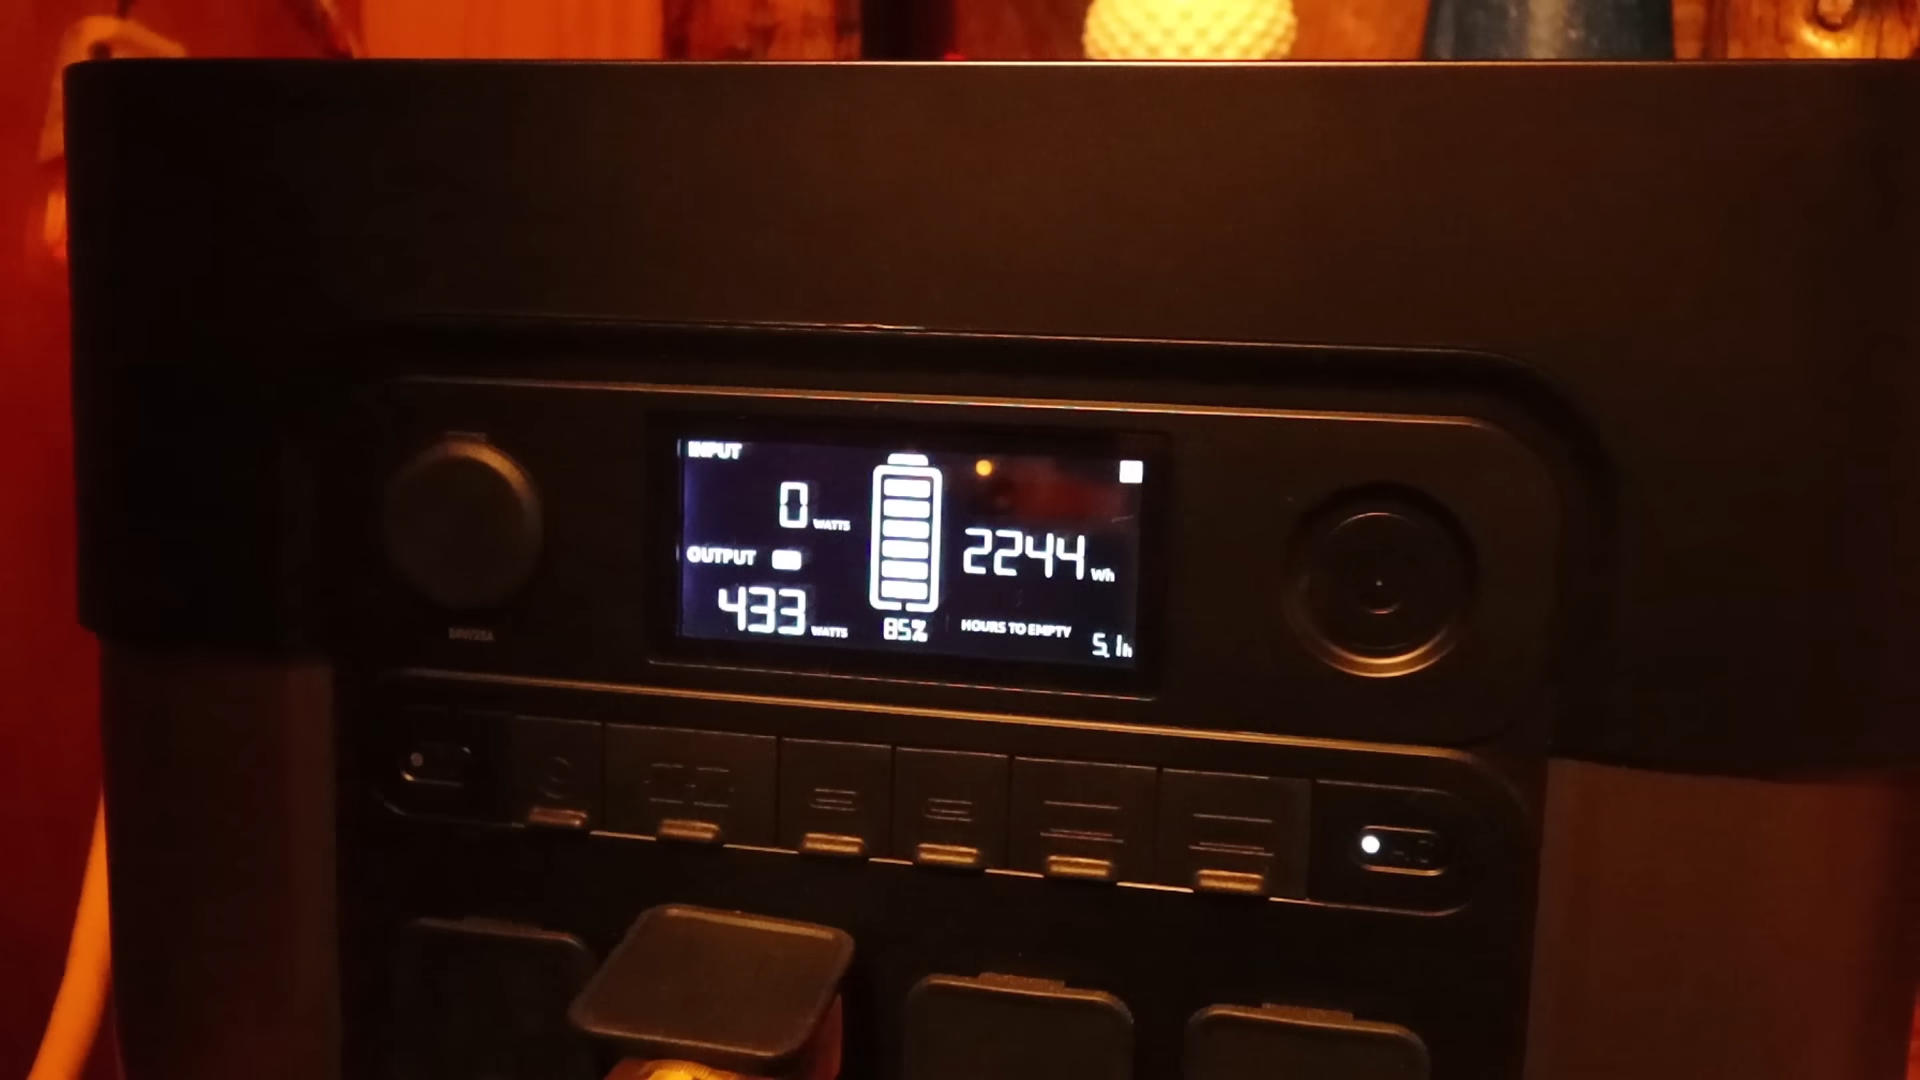 INPUT
0 WATTS
OUTPUT
433 WATTS
85%
2244 Wh
HOURS TO EMPTY
5.1h